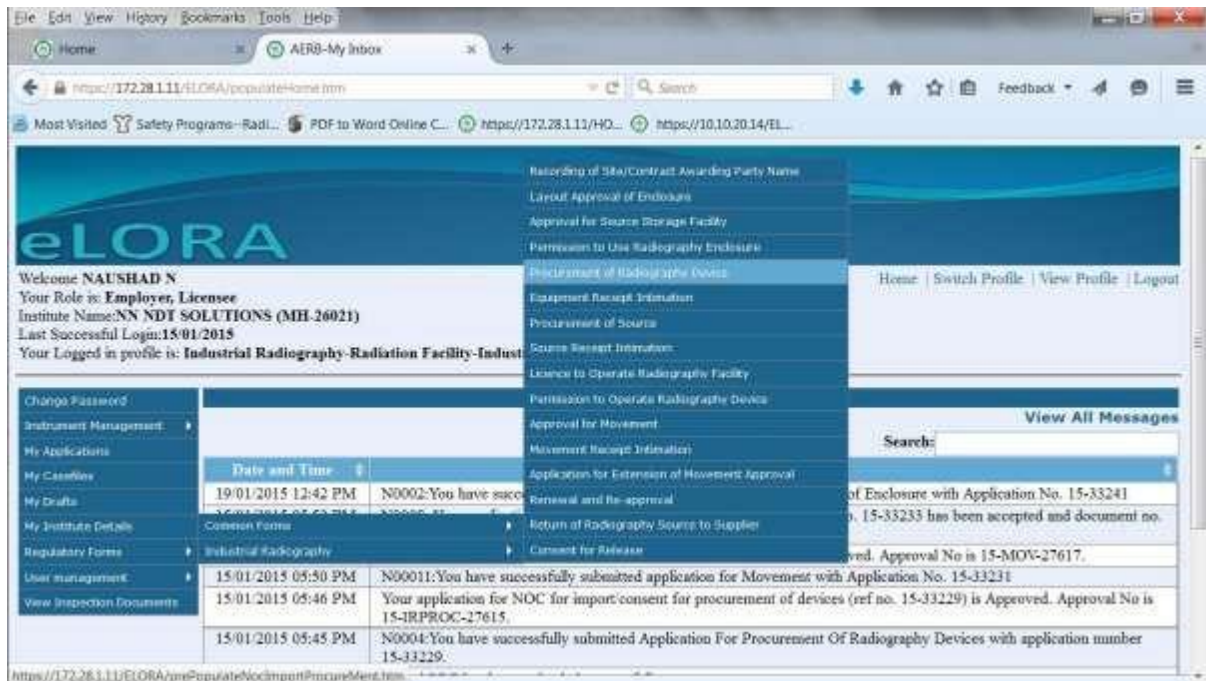 File Edit View History Bookmarks Tools Help
Home
AERB-My Inbox
https://172.28.1.11/ELORA/populateHome.htm
Search
Feedback
Most Visited Safety Programs--Radi... PDF to Word Online C... https://172.28.1.11/HO... https://10.10.20.14/EL...
eLORA
Welcome NAUSHAD N
Your Role is: Employer, Licensee
Institute Name:NN NDT SOLUTIONS (MH-26021)
Last Successful Login:15/01/2015
Your Logged in profile is: Industrial Radiography-Radiation Facility-Indust
Home | Switch Profile | View Profile | Logout
Recording of Site/Contract Awarding Party Name
Layout Approval of Enclosure
Approval for Source Storage Facility
Permission to Use Radiography Enclosure
Procurement of Radiography Device
Equipment Receipt Intimation
Procurement of Source
Source Receipt Intimation
Licence to Operate Radiography Facility
Permission to Operate Radiography Device
Approval for Movement
Movement Receipt Intimation
Application for Extension of Movement Approval
Renewal and Re-approval
Return of Radiography Source to Supplier
Consent for Release
Change Password
Instrument Management
My Applications
My Casefiles
My Drafts
My Institute Details
Regulatory Forms
User management
View Inspection Documents
Common Forms
Industrial Radiography
View All Messages
Search:
Date and Time
19/01/2015 12:42 PM N0002:You have succ of Enclosure with Application No. 15-33241
. 15-33233 has been accepted and document no.
ved. Approval No is 15-MOV-27617.
15/01/2015 05:50 PM N00011:You have successfully submitted application for Movement with Application No. 15-33231
15/01/2015 05:46 PM Your application for NOC for import/consent for procurement of devices (ref no. 15-33229) is Approved. Approval No is
15-IRPROC-27615.
15/01/2015 05:45 PM N0004:You have successfully submitted Application For Procurement Of Radiography Devices with application number
15-33229.
https://172.28.1.11/ELORA/prePopulateNocImportProcureMent.htm